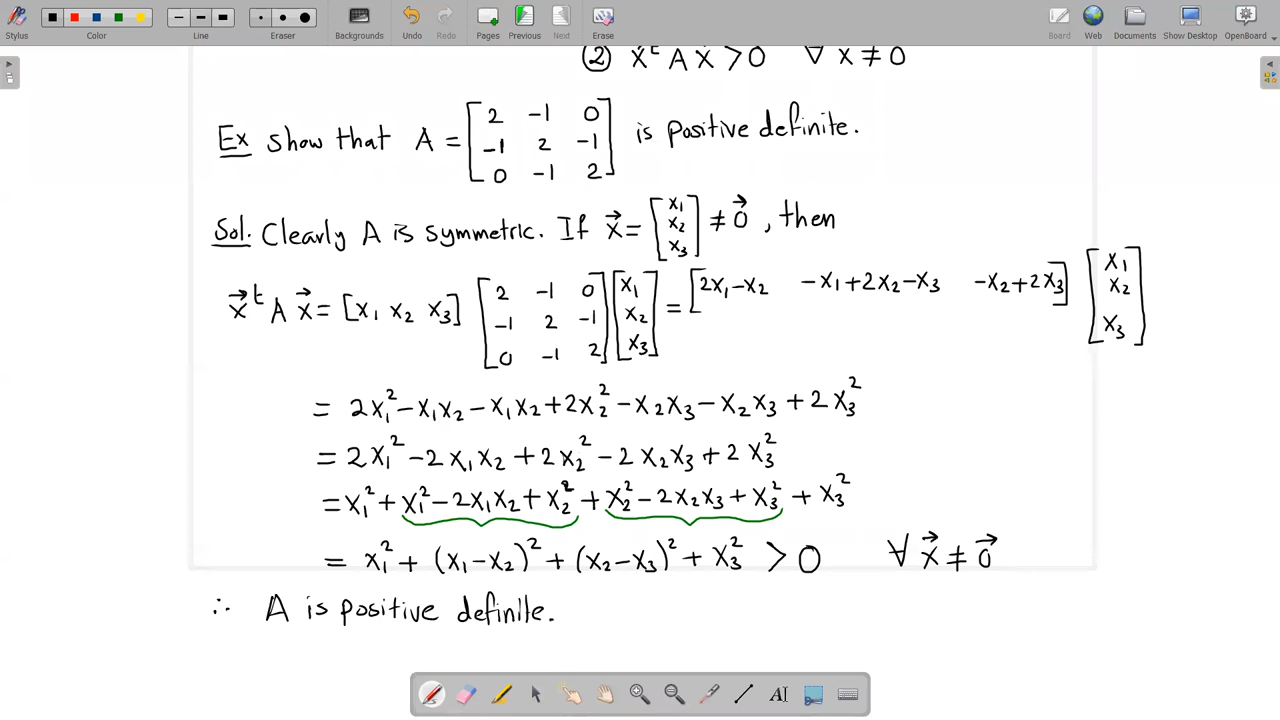 Stylus Color Line Eraser Backgrounds Undo Redo Pages Previous Next Erase Board Web Documents Show Desktop OpenBoard
② x^t A x > 0 ∀ x ≠ 0
Ex show that A = [2 -1 0; -1 2 -1; 0 -1 2] is positive definite.
Sol. Clearly A is symmetric. If x⃗ = [x₁; x₂; x₃] ≠ 0⃗, then
x⃗^t A x⃗ = [x₁ x₂ x₃] [2 -1 0; -1 2 -1; 0 -1 2] [x₁; x₂; x₃] = [2x₁-x₂ -x₁+2x₂-x₃ -x₂+2x₃] [x₁; x₂; x₃]
= 2x₁² - x₁x₂ - x₁x₂ + 2x₂² - x₂x₃ - x₂x₃ + 2x₃²
= 2x₁² - 2x₁x₂ + 2x₂² - 2x₂x₃ + 2x₃²
= x₁² + x₁² - 2x₁x₂ + x₂² + x₂² - 2x₂x₃ + x₃² + x₃²
= x₁² + (x₁-x₂)² + (x₂-x₃)² + x₃² > 0 ∀ x⃗ ≠ 0⃗
∴ A is positive definite.
AI